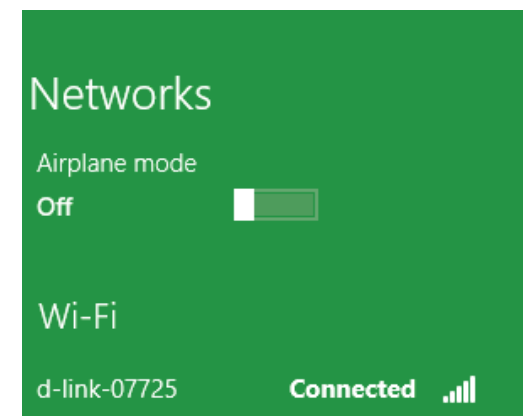 Networks
Airplane mode
Off
Wi-Fi
d-link-07725 Connected